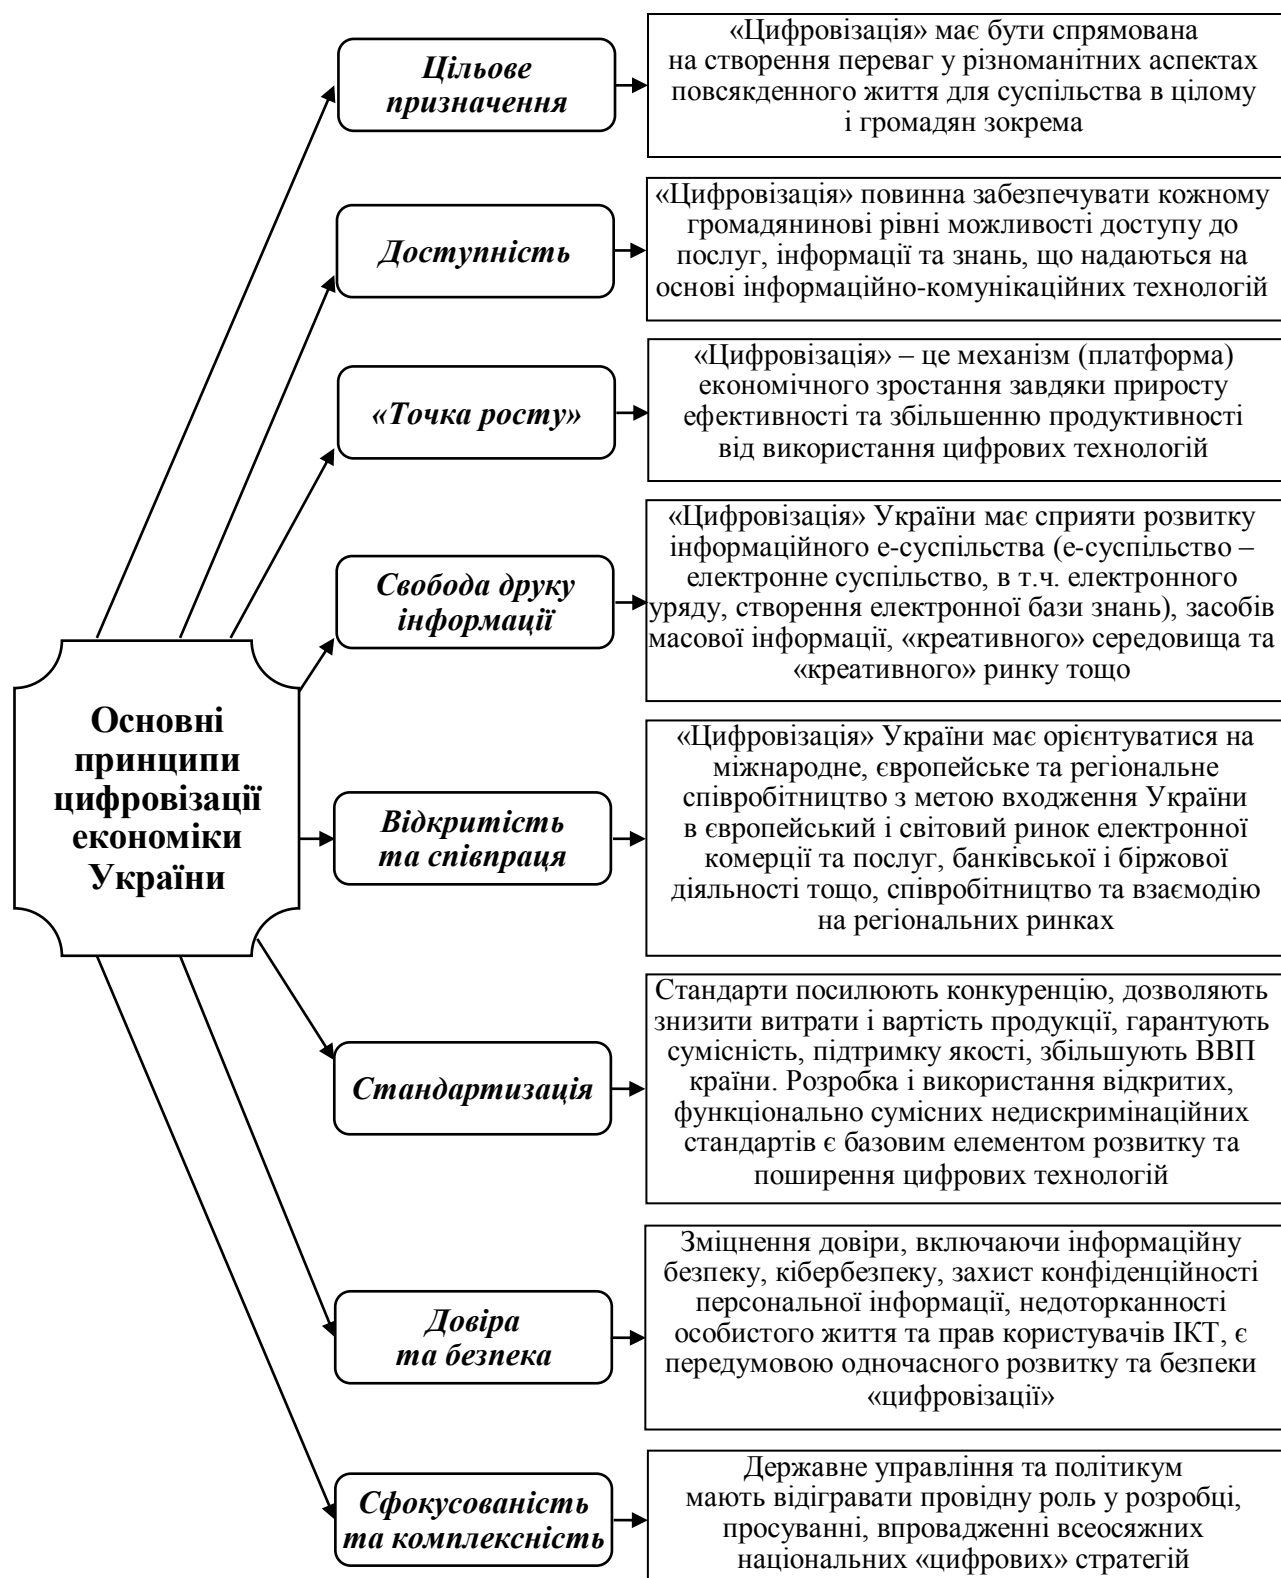 Цільове
призначення
«Цифровізація» має бути спрямована
на створення переваг у різноманітних аспектах
повсякденного життя для суспільства в цілому
і громадян зокрема
Доступність
«Цифровізація» повинна забезпечувати кожному
громадянинові рівні можливості доступу до
послуг, інформації та знань, що надаються на
основі інформаційно-комунікаційних технологій
«Точка росту»
«Цифровізація» – це механізм (платформа)
економічного зростання завдяки приросту
ефективності та збільшенню продуктивності
від використання цифрових технологій
Свобода друку
інформації
«Цифровізація» України має сприяти розвитку
інформаційного е-суспільства (е-суспільство –
електронне суспільство, в т.ч. електронного
уряду, створення електронної бази знань), засобів
масової інформації, «креативного» середовища та
«креативного» ринку тощо
Основні
принципи
цифровізації
економіки
України
Відкритість
та співпраця
«Цифровізація» України має орієнтуватися на
міжнародне, європейське та регіональне
співробітництво з метою входження України
в європейський і світовий ринок електронної
комерції та послуг, банківської і біржової
діяльності тощо, співробітництво та взаємодію
на регіональних ринках
Стандартизація
Стандарти посилюють конкуренцію, дозволяють
знизити витрати і вартість продукції, гарантують
сумісність, підтримку якості, збільшують ВВП
країни. Розробка і використання відкритих,
функціонально сумісних недискримінаційних
стандартів є базовим елементом розвитку та
поширення цифрових технологій
Довіра
та безпека
Зміцнення довіри, включаючи інформаційну
безпеку, кібербезпеку, захист конфіденційності
персональної інформації, недоторканності
особистого життя та прав користувачів ІКТ, є
передумовою одночасного розвитку та безпеки
«цифровізації»
Сфокусованість
та комплексність
Державне управління та політикум
мають відігравати провідну роль у розробці,
просуванні, впровадженні всеосяжних
національних «цифрових» стратегій